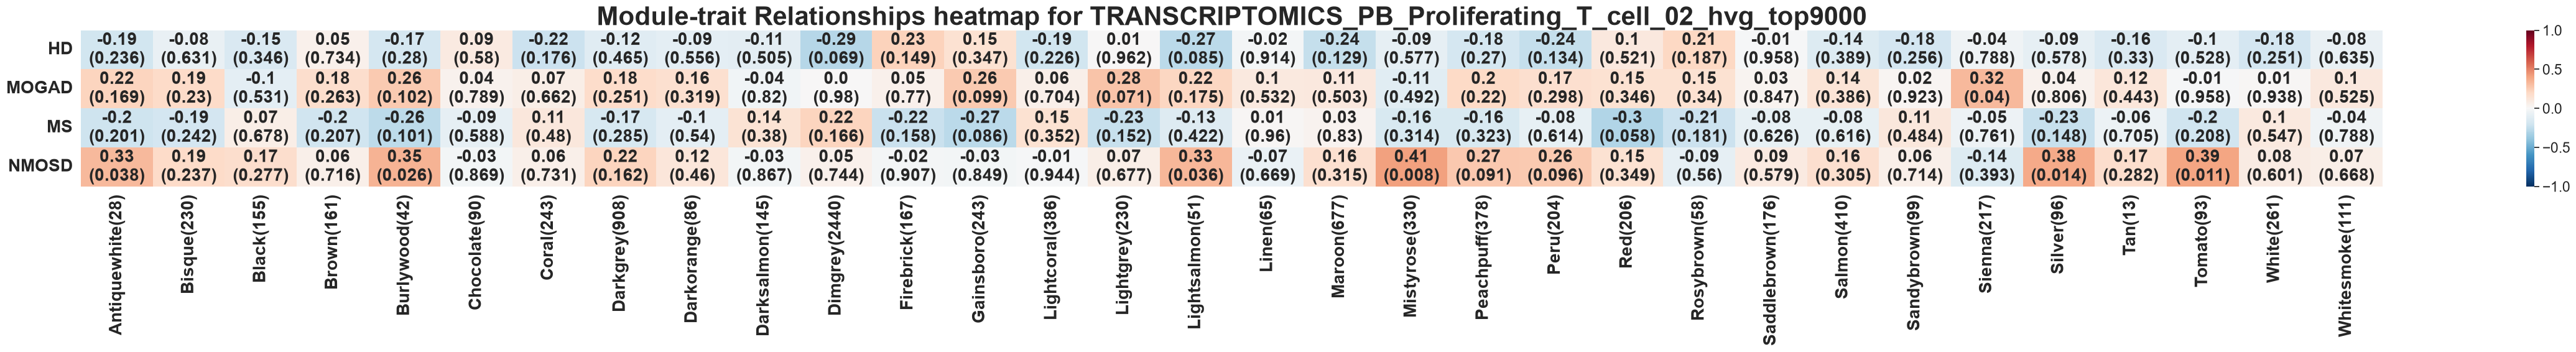 Module-trait Relationships heatmap for TRANSCRIPTOMICS_PB_Proliferating_T_cell_02_hvg_top9000
HD
-0.19 -0.08 -0.15 0.05 -0.17 0.09 -0.22 -0.12 -0.09 -0.11 -0.29 0.23 0.15 -0.19 0.01 -0.27 -0.02 -0.24 -0.09 -0.18 -0.24 0.1 0.21 -0.01 -0.14 -0.18 -0.04 -0.09 -0.16 -0.1 -0.18 -0.08
(0.236) (0.631) (0.346) (0.734) (0.28) (0.58) (0.176) (0.465) (0.556) (0.505) (0.069) (0.149) (0.347) (0.226) (0.962) (0.085) (0.914) (0.129) (0.577) (0.27) (0.134) (0.521) (0.187) (0.958) (0.389) (0.256) (0.788) (0.578) (0.33) (0.528) (0.251) (0.635)
MOGAD
0.22 0.19 -0.1 0.18 0.26 0.04 0.07 0.18 0.16 -0.04 0.0 0.05 0.26 0.06 0.28 0.22 0.1 0.11 -0.11 0.2 0.17 0.15 0.15 0.03 0.14 0.02 0.32 0.04 0.12 -0.01 0.01 0.1
(0.169) (0.23) (0.531) (0.263) (0.102) (0.789) (0.662) (0.251) (0.319) (0.82) (0.98) (0.77) (0.099) (0.704) (0.071) (0.175) (0.532) (0.503) (0.492) (0.22) (0.298) (0.346) (0.34) (0.847) (0.386) (0.923) (0.04) (0.806) (0.443) (0.958) (0.938) (0.525)
MS
-0.2 -0.19 0.07 -0.2 -0.26 -0.09 0.11 -0.17 -0.1 0.14 0.22 -0.22 -0.27 0.15 -0.23 -0.13 0.01 0.03 -0.16 -0.16 -0.08 -0.3 -0.21 -0.08 -0.08 0.11 -0.05 -0.23 -0.06 -0.2 0.1 -0.04
(0.201) (0.242) (0.678) (0.207) (0.101) (0.588) (0.48) (0.285) (0.54) (0.38) (0.166) (0.158) (0.086) (0.352) (0.152) (0.422) (0.96) (0.83) (0.314) (0.323) (0.614) (0.058) (0.181) (0.626) (0.616) (0.484) (0.761) (0.148) (0.705) (0.208) (0.547) (0.788)
NMOSD
0.33 0.19 0.17 0.06 0.35 -0.03 0.06 0.22 0.12 -0.03 0.05 -0.02 -0.03 -0.01 0.07 0.33 -0.07 0.16 0.41 0.27 0.26 0.15 -0.09 0.09 0.16 0.06 -0.14 0.38 0.17 0.39 0.08 0.07
(0.038) (0.237) (0.277) (0.716) (0.026) (0.869) (0.731) (0.162) (0.46) (0.867) (0.744) (0.907) (0.849) (0.944) (0.677) (0.036) (0.669) (0.315) (0.008) (0.091) (0.096) (0.349) (0.56) (0.579) (0.305) (0.714) (0.393) (0.014) (0.282) (0.011) (0.601) (0.668)
Antiquewhite(28)
Bisque(230)
Black(155)
Brown(161)
Burlywood(42)
Chocolate(90)
Coral(243)
Darkgrey(908)
Darkorange(86)
Darksalmon(145)
Dimgrey(2440)
Firebrick(167)
Gainsboro(243)
Lightcoral(386)
Lightgrey(230)
Lightsalmon(51)
Linen(65)
Maroon(677)
Mistyrose(330)
Peachpuff(378)
Peru(204)
Red(206)
Rosybrown(58)
Saddlebrown(176)
Salmon(410)
Sandybrown(99)
Sienna(217)
Silver(96)
Tan(13)
Tomato(93)
White(261)
Whitesmoke(111)
1.0
0.5
0.0
−0.5
−1.0